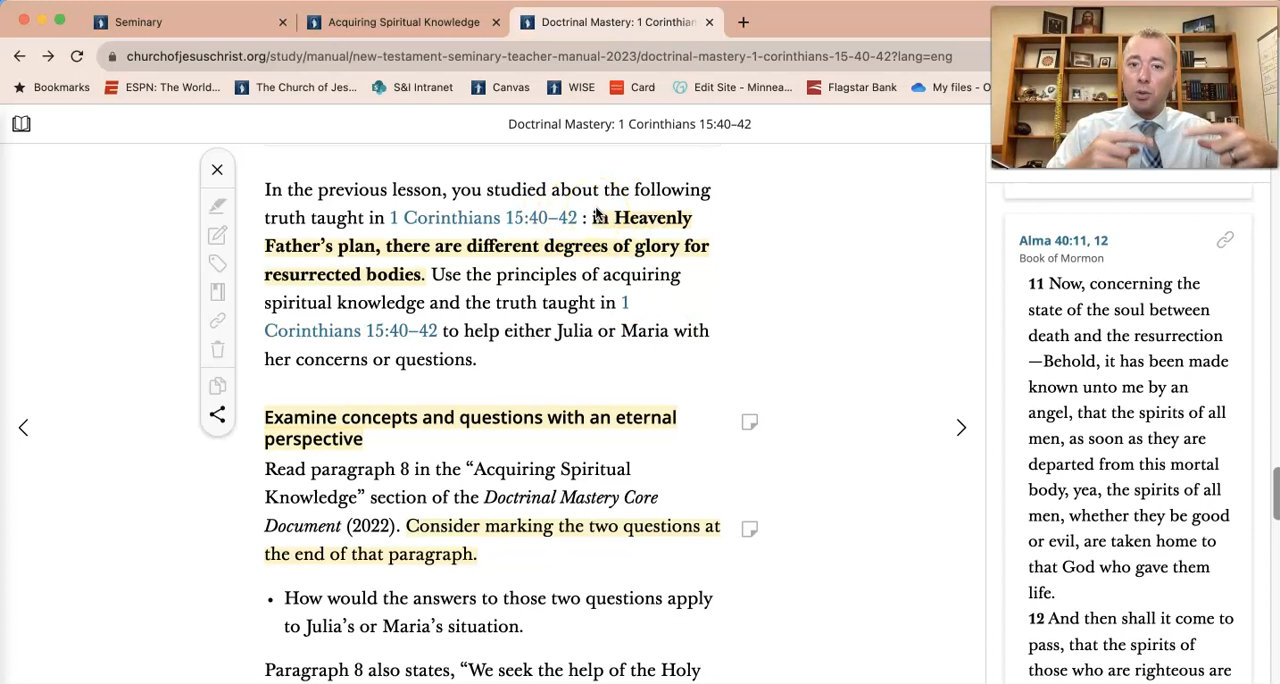 Seminary
Acquiring Spiritual Knowledge
Doctrinal Mastery: 1 Corinthian
churchofjesuschrist.org/study/manual/new-testament-seminary-teacher-manual-2023/doctrinal-mastery-1-corinthians-15-40-42?lang=eng
Bookmarks
ESPN: The World...
The Church of Jes...
S&I Intranet
Canvas
WISE
Card
Edit Site - Minnea...
Flagstar Bank
My files - O
Doctrinal Mastery: 1 Corinthians 15:40–42
In the previous lesson, you studied about the following
truth taught in 1 Corinthians 15:40–42 : in Heavenly
Father’s plan, there are different degrees of glory for
resurrected bodies. Use the principles of acquiring
spiritual knowledge and the truth taught in 1
Corinthians 15:40–42 to help either Julia or Maria with
her concerns or questions.
Examine concepts and questions with an eternal
perspective
Read paragraph 8 in the “Acquiring Spiritual
Knowledge” section of the Doctrinal Mastery Core
Document (2022). Consider marking the two questions at
the end of that paragraph.
• How would the answers to those two questions apply
to Julia’s or Maria’s situation.
Paragraph 8 also states, “We seek the help of the Holy
Alma 40:11, 12
Book of Mormon
11 Now, concerning the
state of the soul between
death and the resurrection
—Behold, it has been made
known unto me by an
angel, that the spirits of all
men, as soon as they are
departed from this mortal
body, yea, the spirits of all
men, whether they be good
or evil, are taken home to
that God who gave them
life.
12 And then shall it come to
pass, that the spirits of
those who are righteous are